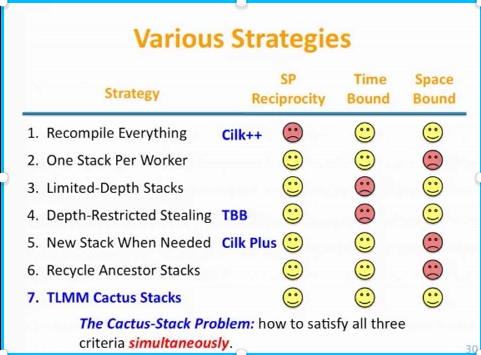 Various Strategies
Strategy SP Reciprocity Time Bound Space Bound
1. Recompile Everything Cilk++
2. One Stack Per Worker
3. Limited-Depth Stacks
4. Depth-Restricted Stealing TBB
5. New Stack When Needed Cilk Plus
6. Recycle Ancestor Stacks
7. TLMM Cactus Stacks
The Cactus-Stack Problem: how to satisfy all three
criteria simultaneously.
30